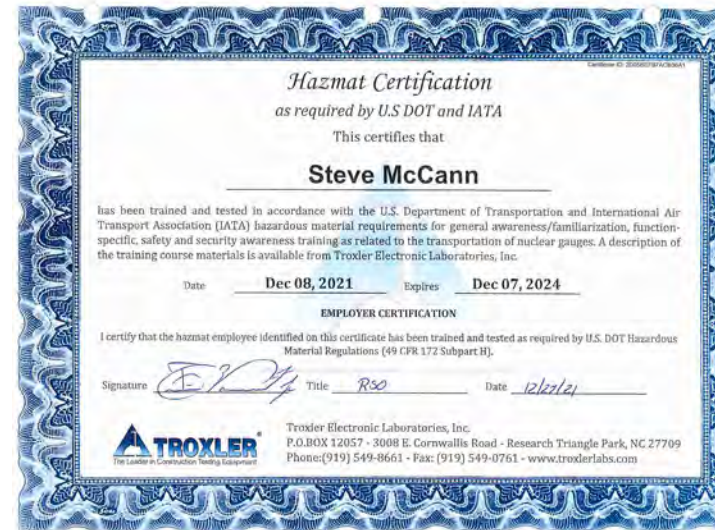 Hazmat Certification
as required by U.S DOT and IATA
This certifies that
Steve McCann
has been trained and tested in accordance with the U.S. Department of Transportation and International Air
Transport Association (IATA) hazardous material requirements for general awareness/familiarization, function-
specific, safety and security awareness training as related to the transportation of nuclear gauges. A description of
the training course materials is available from Troxler Electronic Laboratories, Inc.
Date Dec 08, 2021 Expires Dec 07, 2024
EMPLOYER CERTIFICATION
I certify that the hazmat employee identified on this certificate has been trained and tested as required by U.S. DOT Hazardous
Material Regulations (49 CFR 172 Subpart H).
Signature Title RSO Date 12/27/21
TROXLER
The Leader in Construction Testing Equipment
Troxler Electronic Laboratories, Inc.
P.O.BOX 12057 - 3008 E. Cornwallis Road - Research Triangle Park, NC 27709
Phone:(919) 549-8661 - Fax: (919) 549-0761 - www.troxlerlabs.com